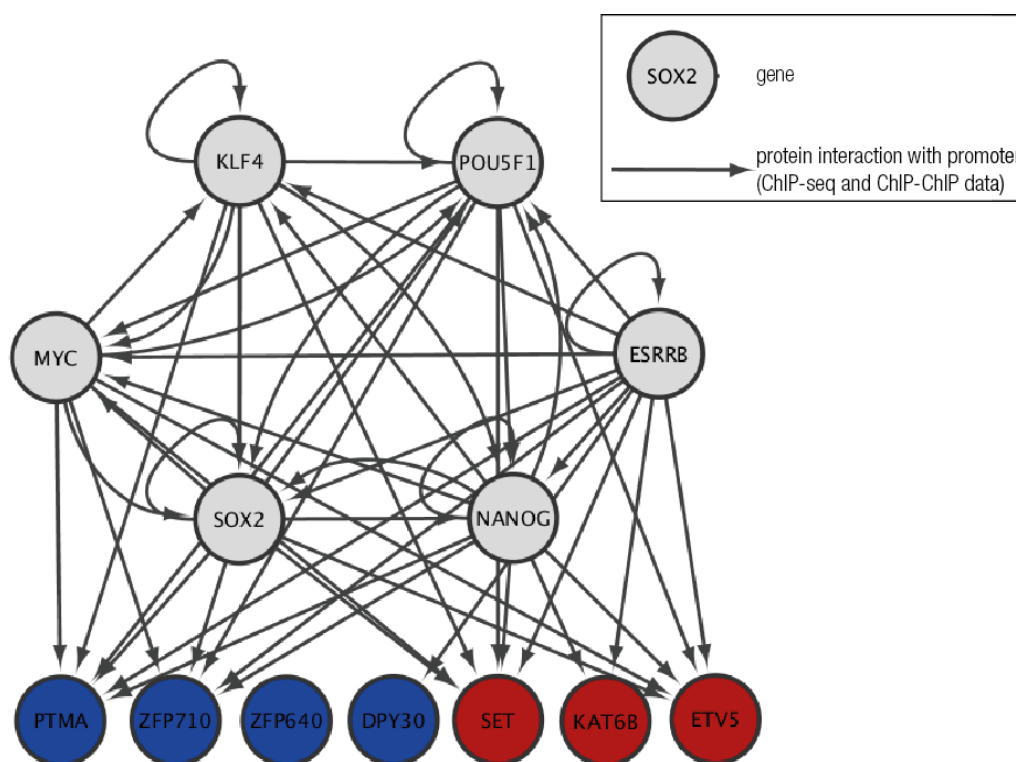 SOX2
gene
protein interaction with promoter
(ChIP-seq and ChIP-ChIP data)
KLF4
POU5F1
MYC
ESRRB
SOX2
NANOG
PTMA
ZFP710
ZFP640
DPY30
SET
KAT6B
ETV5